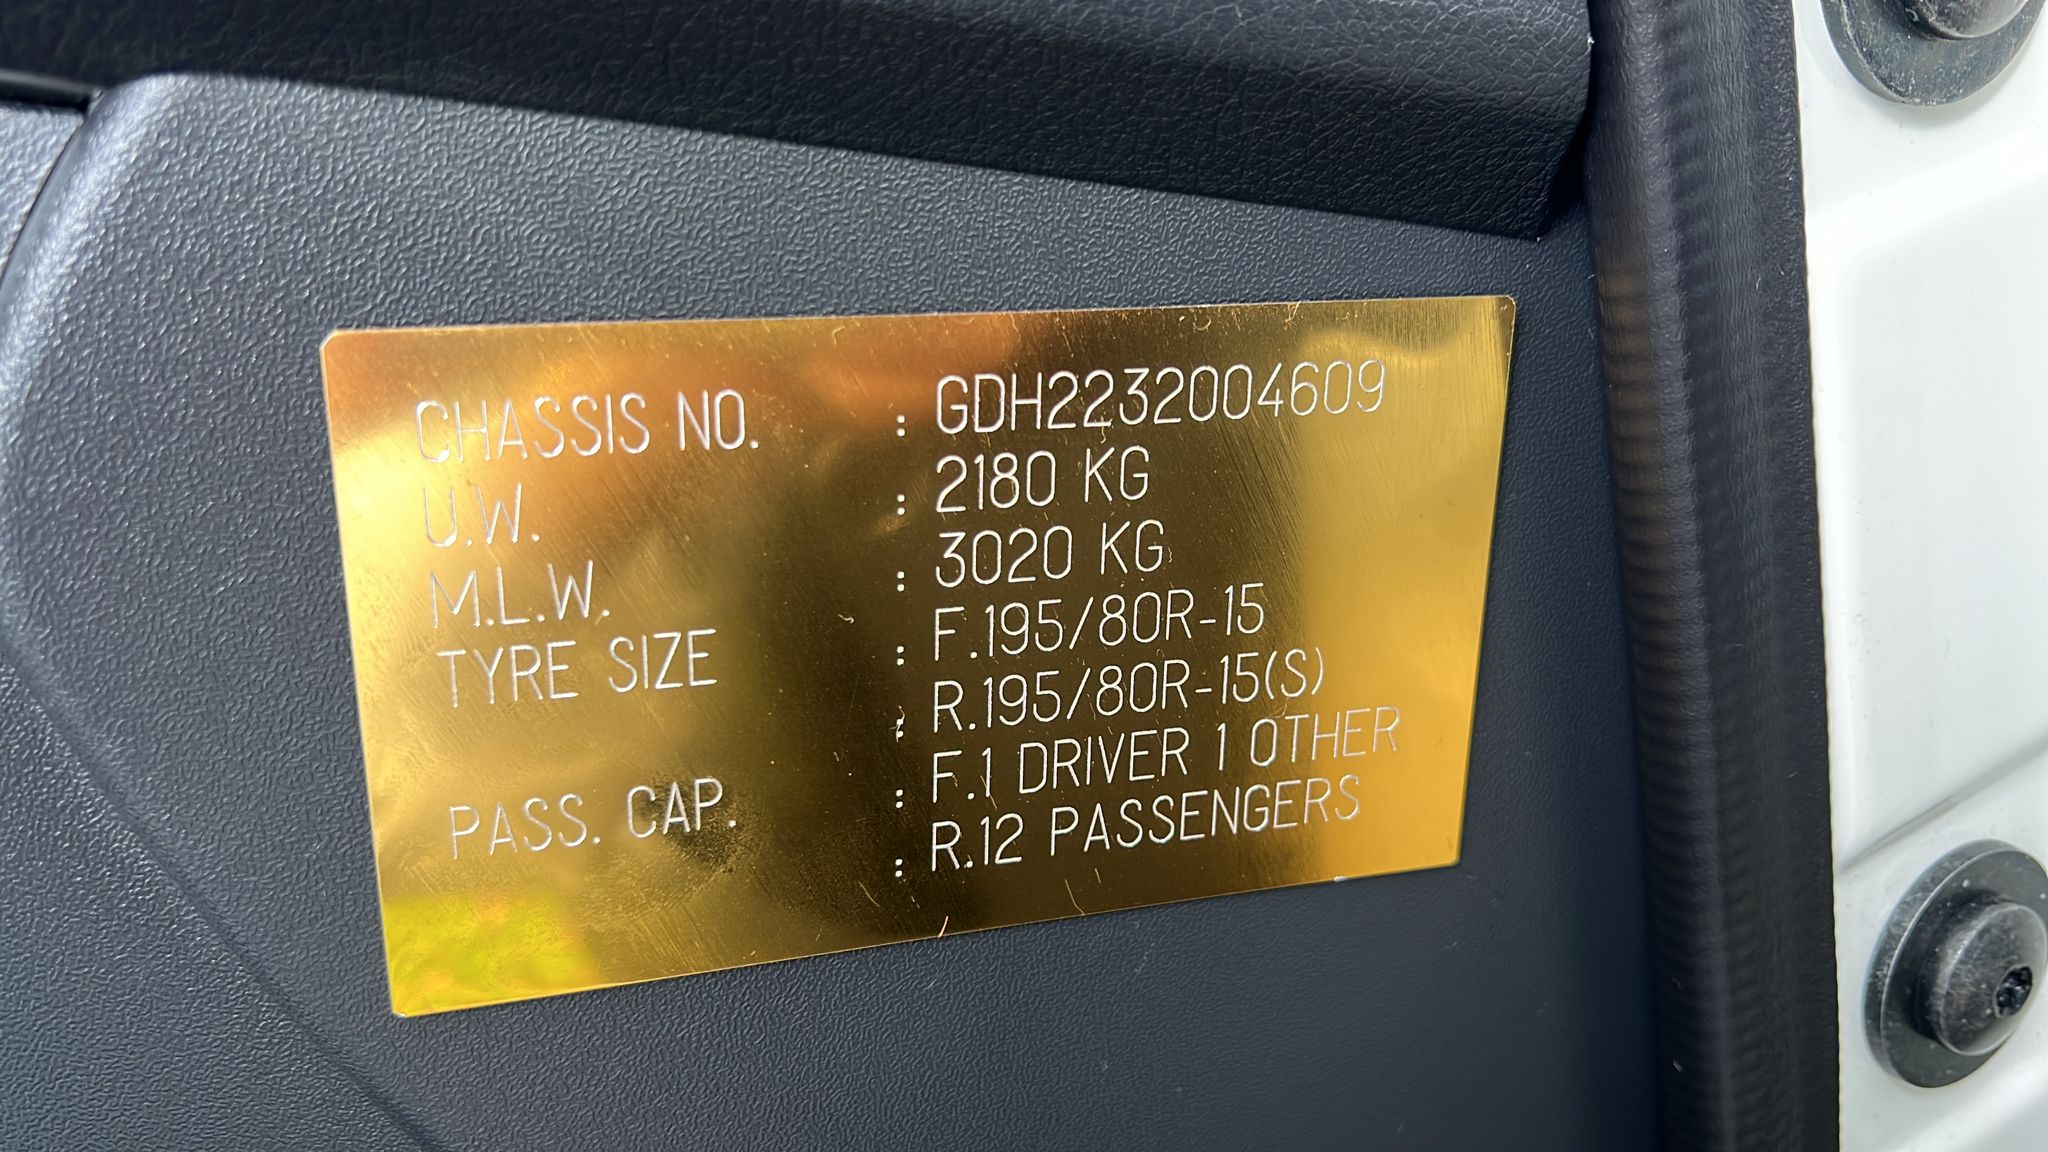 CHASSIS NO. : GDH2232004609
U.W. : 2180 KG
M.L.W. : 3020 KG
TYRE SIZE : F.195/80R-15
: R.195/80R-15(S)
PASS. CAP. : F.1 DRIVER 1 OTHER
: R.12 PASSENGERS